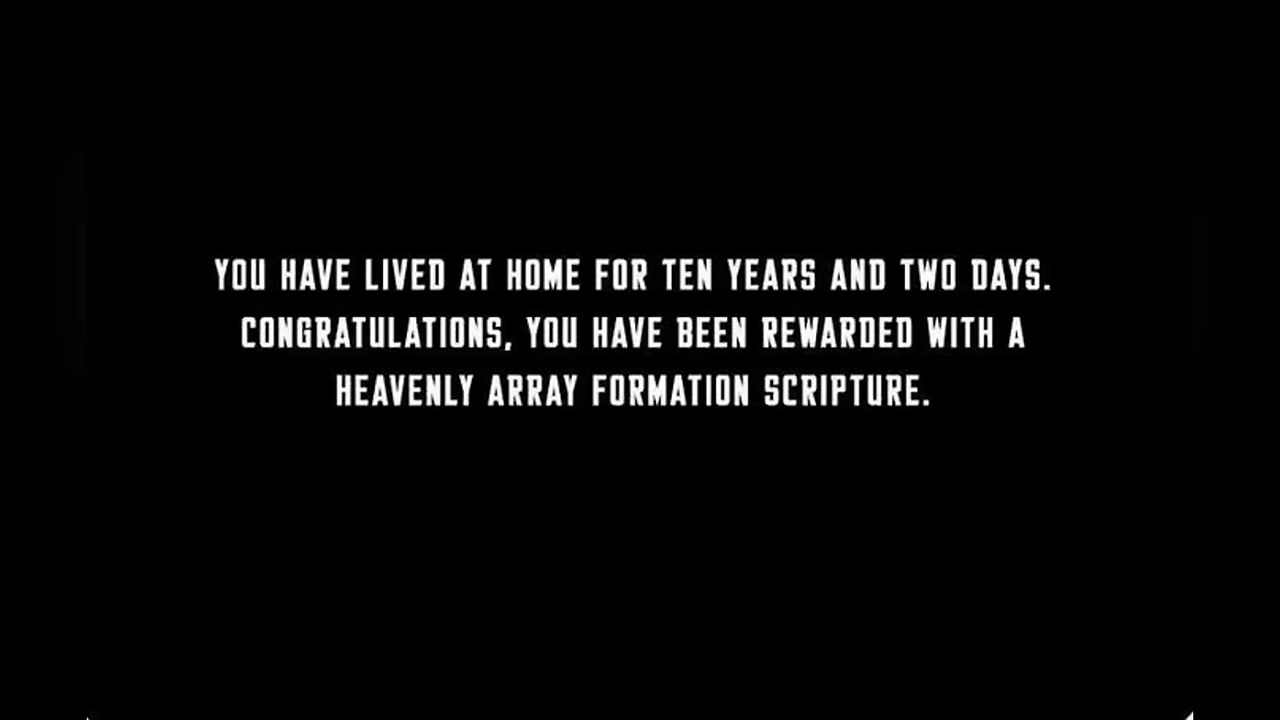 YOU HAVE LIVED AT HOME FOR TEN YEARS AND TWO DAYS.
CONGRATULATIONS, YOU HAVE BEEN REWARDED WITH A
HEAVENLY ARRAY FORMATION SCRIPTURE.